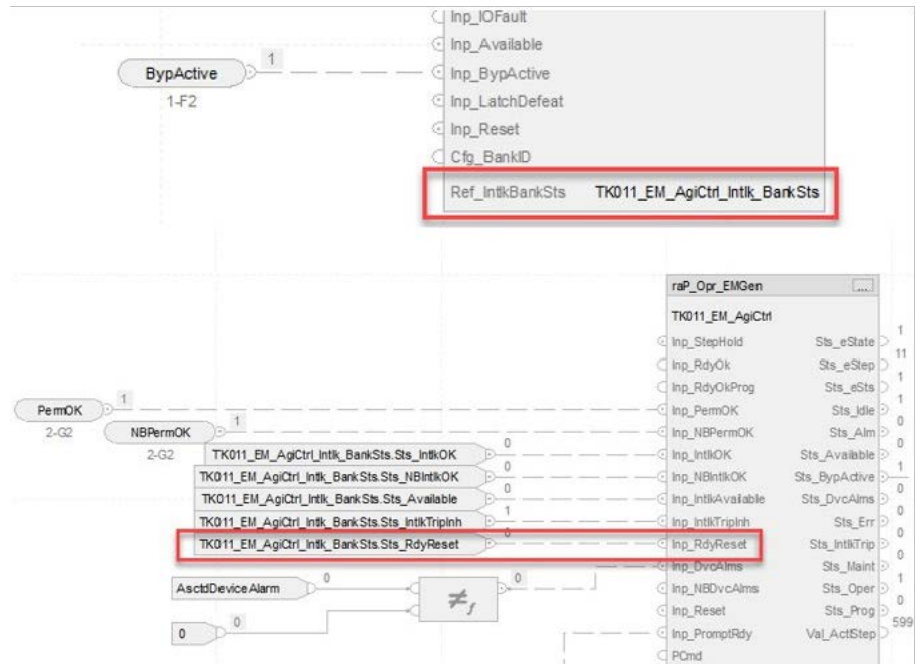 Inp_IOFault
Inp_Available
1
BypActive
Inp_BypActive
1-F2
Inp_LatchDefeat
Inp_Reset
Cfg_BankID
Ref_IntlkBankSts TK011_EM_AgiCtrl_Intlk_BankSts
raP_Opr_EMGen ...
TK011_EM_AgiCtrl
Inp_StepHold Sts_eState 1
Inp_RdyOk Sts_eStep 11
Inp_RdyOkProg Sts_eSts 1
PermOK 1 Inp_PermOK Sts_Idle 1
2-G2 NBPermOK 1 Inp_NBPermOK Sts_Alm 0
2-G2 TK011_EM_AgiCtrl_Intlk_BankSts.Sts_IntlkOK 0 Inp_IntlkOK Sts_Available 0
TK011_EM_AgiCtrl_Intlk_BankSts.Sts_NBIntlkOK 0 Inp_NBIntlkOK Sts_BypActive 1
TK011_EM_AgiCtrl_Intlk_BankSts.Sts_Available 0 Inp_IntlkAvailable Sts_DvcAlms 0
TK011_EM_AgiCtrl_Intlk_BankSts.Sts_IntlkTripInh 1 Inp_IntlkTripInh Sts_Err 0
TK011_EM_AgiCtrl_Intlk_BankSts.Sts_RdyReset 0 Inp_RdyReset Sts_IntlkTrip 0
Inp_DvcAlms Sts_Maint 0
AsctdDeviceAlarm 0 ≠f 0 Inp_NBDvcAlms Sts_Oper 1
Inp_Reset Sts_Prog 0
0 0 Inp_PromptRdy Val_ActlStep 599
PCmd